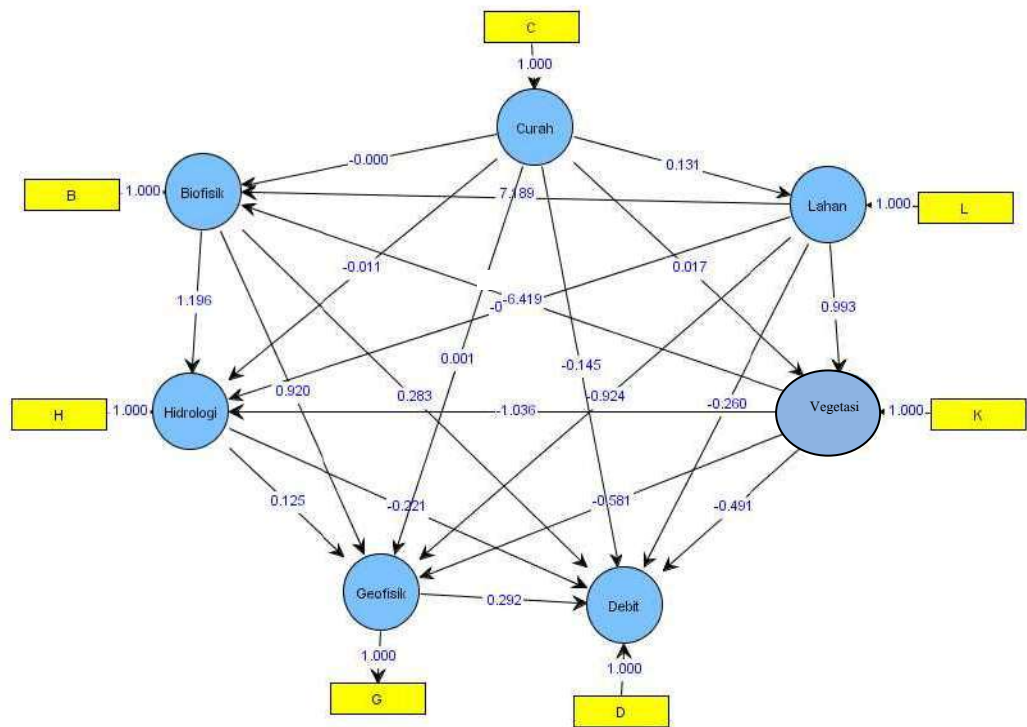 C
1.000
Curah
-0.000
0.131
B
1.000
Biofisik
7.189
Lahan
1.000
L
-0.011
0.017
1.196
-0
-6.419
0.993
0.001
-0.145
0.920
0.283
-0.924
-0.260
H
1.000
Hidrologi
-1.036
Vegetasi
1.000
K
0.125
-0.221
-0.581
-0.491
Geofisik
0.292
Debit
1.000
1.000
G
D